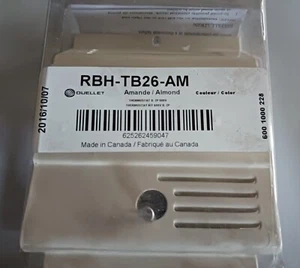 RBH-TB26-AM
OUELLET
Amande / Almond
Couleur / Color
625262459047
Made in Canada / Fabriqué au Canada
2016/10/07
600 1000 228